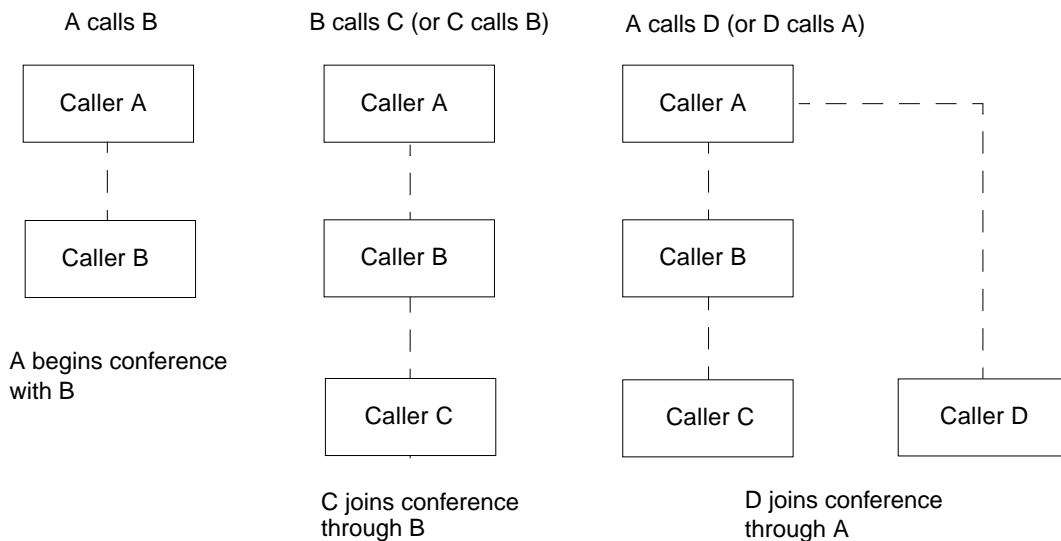 A calls B
Caller A
Caller B
A begins conference
with B
B calls C (or C calls B)
Caller A
Caller B
Caller C
C joins conference
through B
A calls D (or D calls A)
Caller A
Caller B
Caller C
Caller D
D joins conference
through A